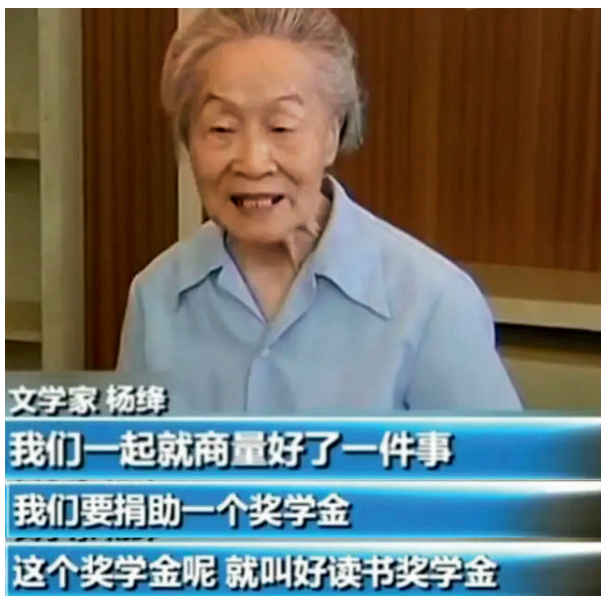 文学家 杨绛
我们一起就商量好了一件事
我们要捐助一个奖学金
这个奖学金呢 就叫好读书奖学金